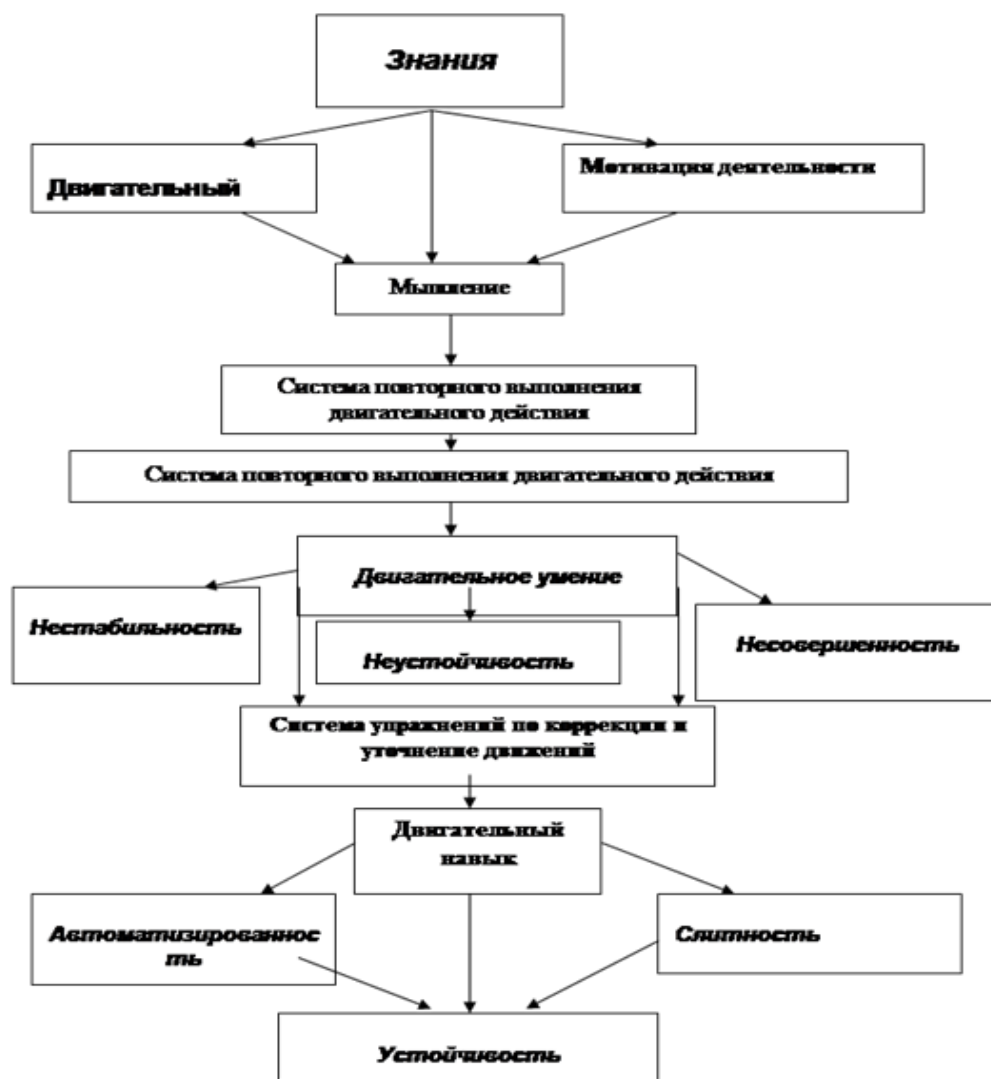 Знания
Двигательный
Мотивация деятельности
Мышление
Система повторного выполнения
двигательного действия
Система повторного выполнения двигательного действия
Двигательное умение
Нестабильность
Неустойчивость
Несовершенность
Система упражнений по коррекции и
уточнение движений
Двигательный
навык
Автоматизированнос
ть
Слитность
Устойчивость